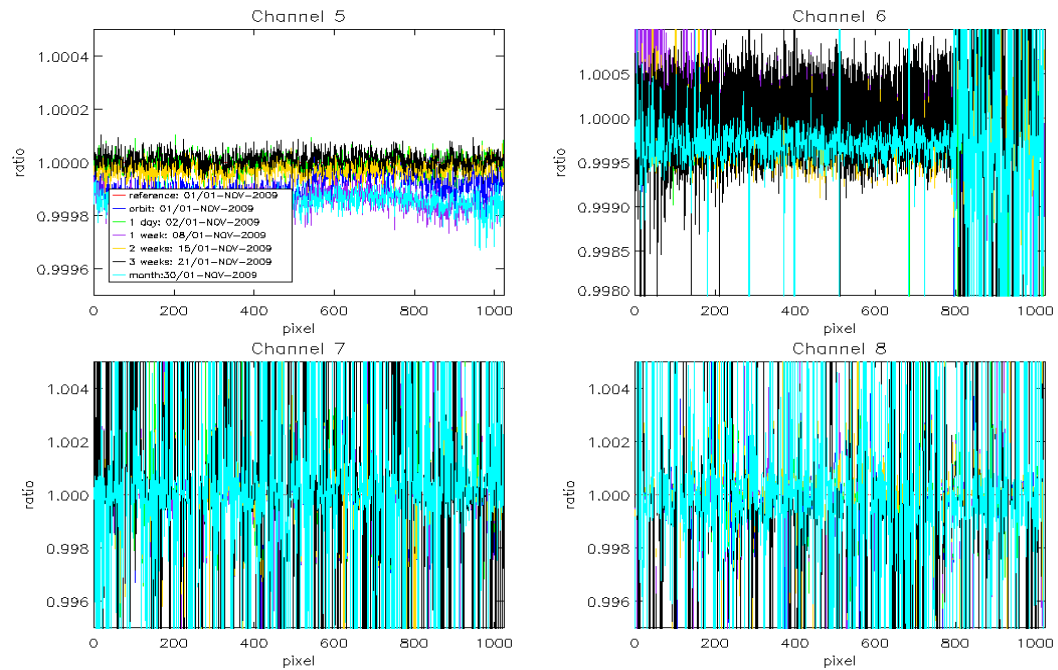 Channel 5
1.0004
1.0002
1.0000
0.9998
0.9996
ratio
reference: 01/01-NOV-2009
orbit: 01/01-NOV-2009
1 day: 02/01-NOV-2009
1 week: 08/01-NOV-2009
2 weeks: 15/01-NOV-2009
3 weeks: 21/01-NOV-2009
month:30/01-NOV-2009
0 200 400 600 800 1000
pixel
Channel 6
1.0005
1.0000
0.9995
0.9990
0.9985
0.9980
ratio
0 200 400 600 800 1000
pixel
Channel 7
1.004
1.002
1.000
0.998
0.996
ratio
0 200 400 600 800 1000
pixel
Channel 8
1.004
1.002
1.000
0.998
0.996
ratio
0 200 400 600 800 1000
pixel